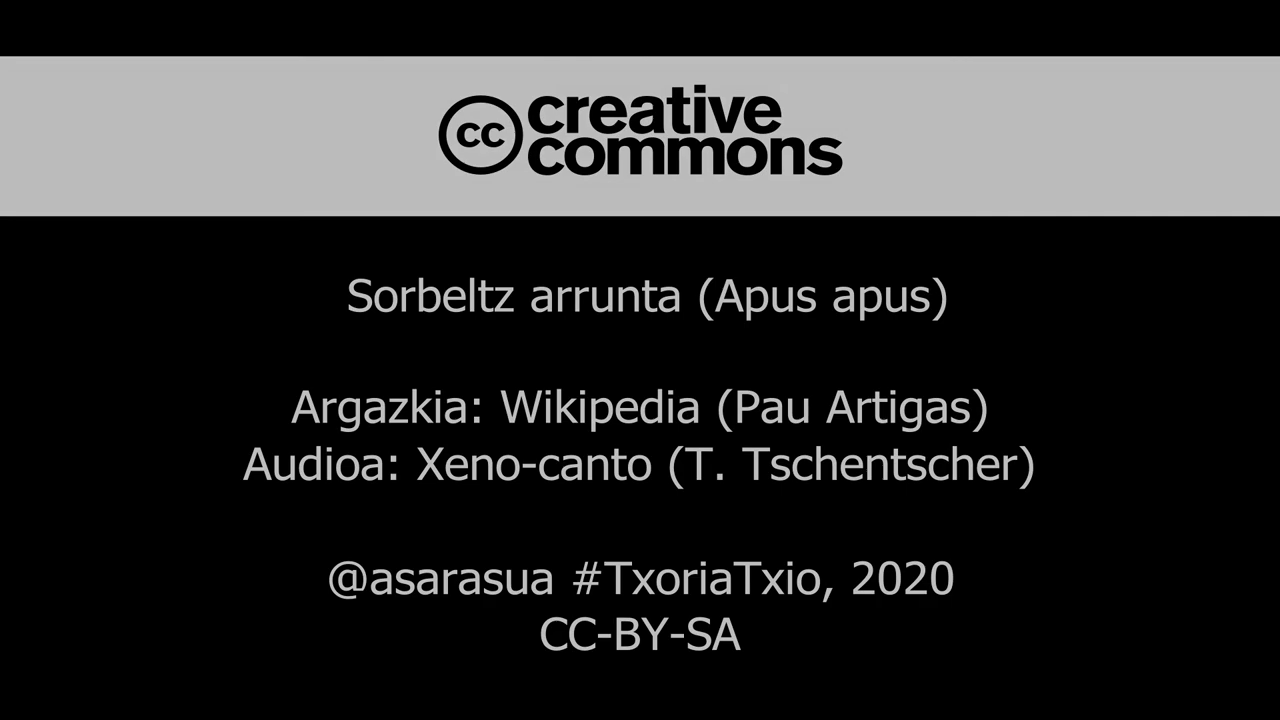 cc creative
commons
Sorbeltz arrunta (Apus apus)
Argazkia: Wikipedia (Pau Artigas)
Audioa: Xeno-canto (T. Tschentscher)
@asarasua #TxoriaTxio, 2020
CC-BY-SA